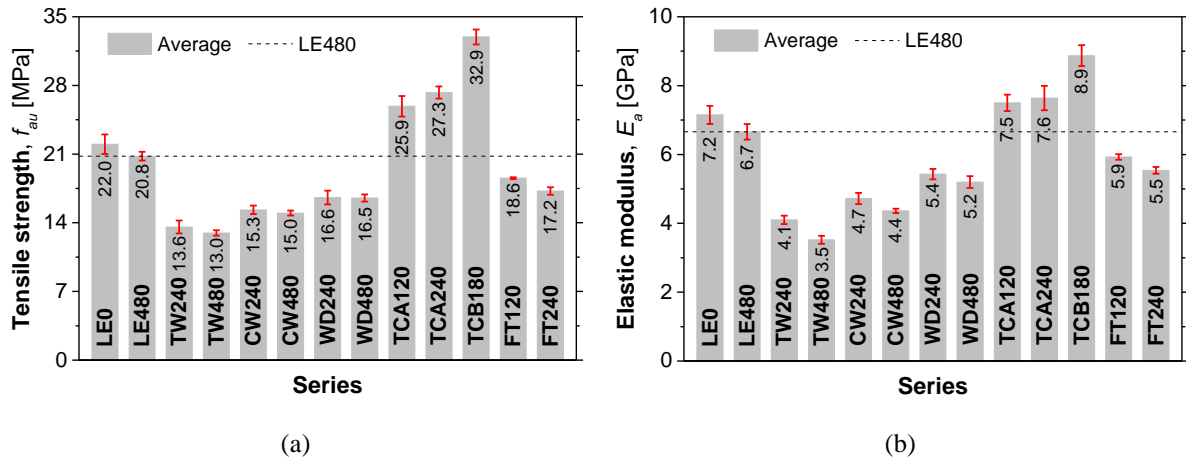 35
28
21
14
7
0
Tensile strength, f_au [MPa]
Average
LE480
22.0
20.8
13.6
13.0
15.3
15.0
16.6
16.5
25.9
27.3
32.9
18.6
17.2
LE0
LE480
TW240
TW480
CW240
CW480
WD240
WD480
TCA120
TCA240
TCB180
FT120
FT240
Series
(a)
10
8
6
4
2
0
Elastic modulus, E_a [GPa]
Average
LE480
7.2
6.7
4.1
3.5
4.7
4.4
5.4
5.2
7.5
7.6
8.9
5.9
5.5
LE0
LE480
TW240
TW480
CW240
CW480
WD240
WD480
TCA120
TCA240
TCB180
FT120
FT240
Series
(b)